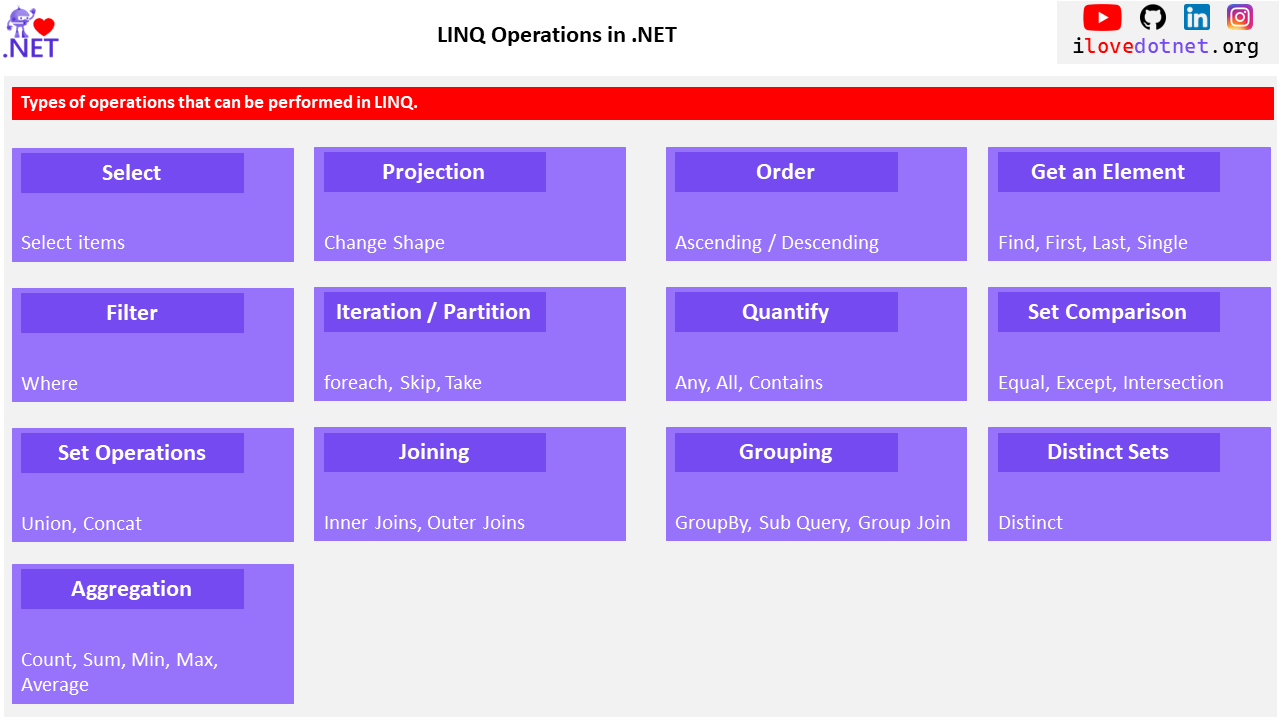 .NET
LINQ Operations in .NET
ilovedotnet.org
Types of operations that can be performed in LINQ.
Select
Select items
Projection
Change Shape
Order
Ascending / Descending
Get an Element
Find, First, Last, Single
Filter
Where
Iteration / Partition
foreach, Skip, Take
Quantify
Any, All, Contains
Set Comparison
Equal, Except, Intersection
Set Operations
Union, Concat
Joining
Inner Joins, Outer Joins
Grouping
GroupBy, Sub Query, Group Join
Distinct Sets
Distinct
Aggregation
Count, Sum, Min, Max,
Average